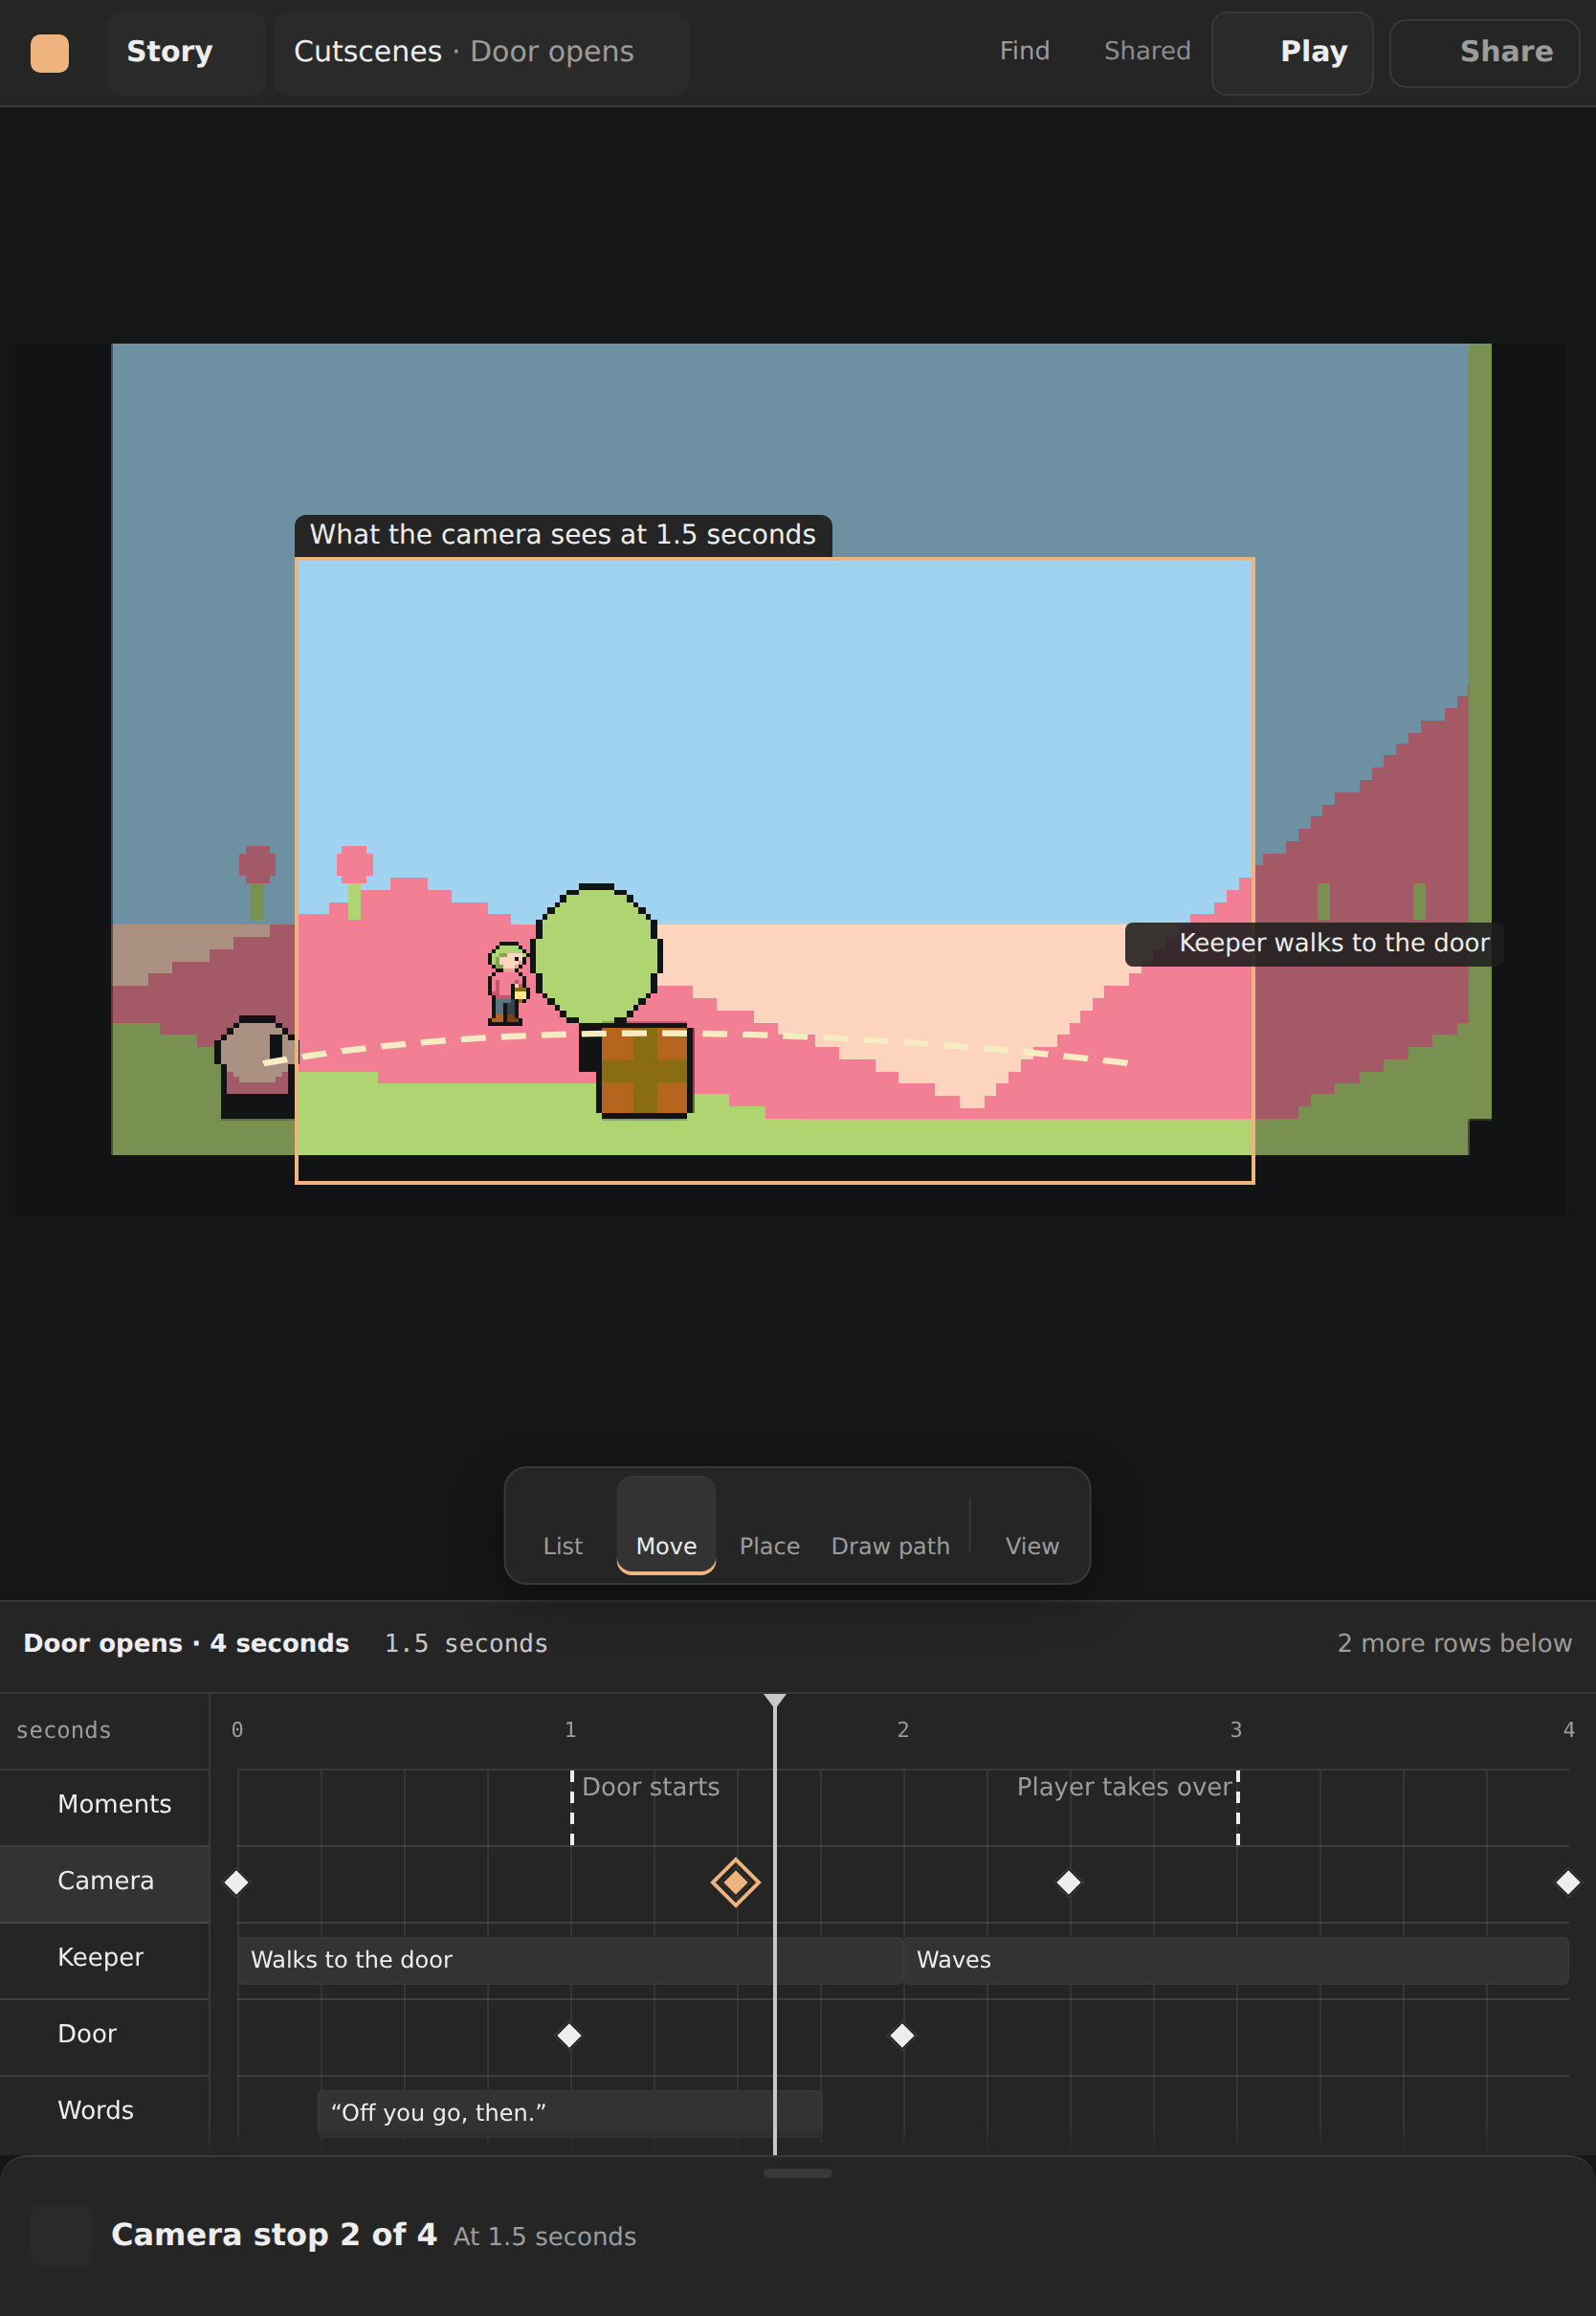 Story
Cutscenes · Door opens
Find
Shared
Play
Share
What the camera sees at 1.5 seconds
Keeper walks to the door
List
Move
Place
Draw path
View
Door opens · 4 seconds
1.5 seconds
2 more rows below
seconds
0
1
2
3
4
Moments
Door starts
Player takes over
Camera
Keeper
Walks to the door
Waves
Door
Words
“Off you go, then.”
Camera stop 2 of 4
At 1.5 seconds